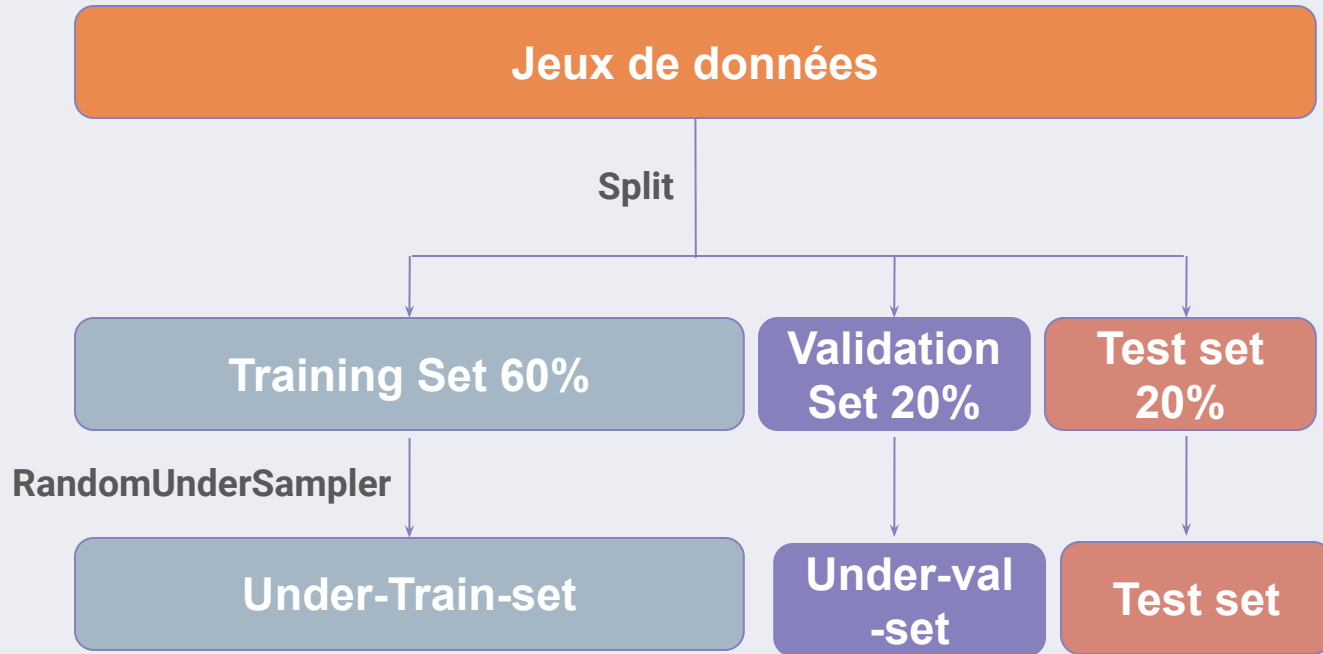 Jeux de données
Split
Training Set 60%
Validation
Set 20%
Test set
20%
RandomUnderSampler
Under-Train-set
Under-val
-set
Test set